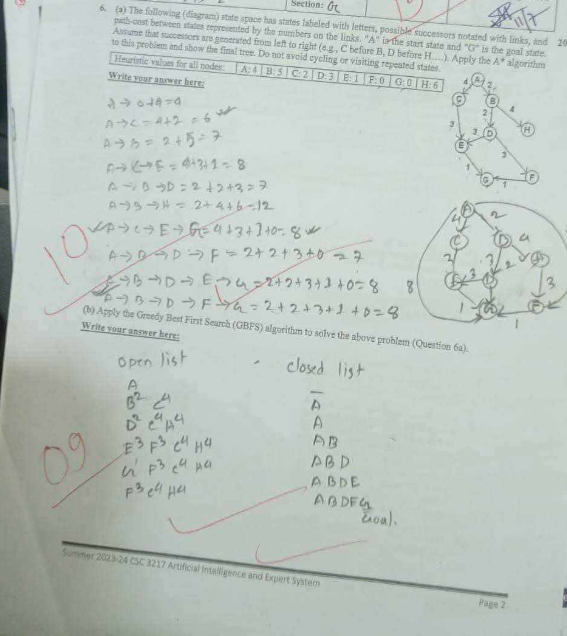 Section: G
6. (a) The following (diagram) state space has states labeled with letters, possible successors notated with links, and
path-cost between states represented by the numbers on the links. "A" is the start state and "G" is the goal state.
Assume that successors are generated from left to right (e.g., C before B, D before H....). Apply the A* algorithm
to this problem and show the final tree. Do not avoid cycling or visiting repeated states.
Heuristic values for all nodes: A: 4 B: 5 C: 2 D: 3 E: 1 F: 0 G: 0 H: 6
Write your answer here:
A → 0+4=4
A→C = 4+2 = 6
A→B = 2+5=7
A→C→E = 4+3+1=8
A→B→D = 2+2+3=7
A→B→H = 2+4+6=12
A→C→E→G=4+3+1+0=8
A→B→D→F=2+2+3+0=7
A→B→D→E→G=2+2+3+1+0=8
A→B→D→F→G=2+2+3+1+0=8
10
(b) Apply the Greedy Best First Search (GBFS) algorithm to solve the above problem (Question 6a).
Write your answer here:
open list closed list
A —
B² C⁴ A
D² C⁴ H⁴ A
E³ F³ C⁴ H⁴ AB
G¹ F³ C⁴ H⁴ ABD
F³ C⁴ H⁴ ABDE
ABDEG
Goal.
09
Summer 2023-24 CSC 3217 Artificial Intelligence and Expert System
Page 2